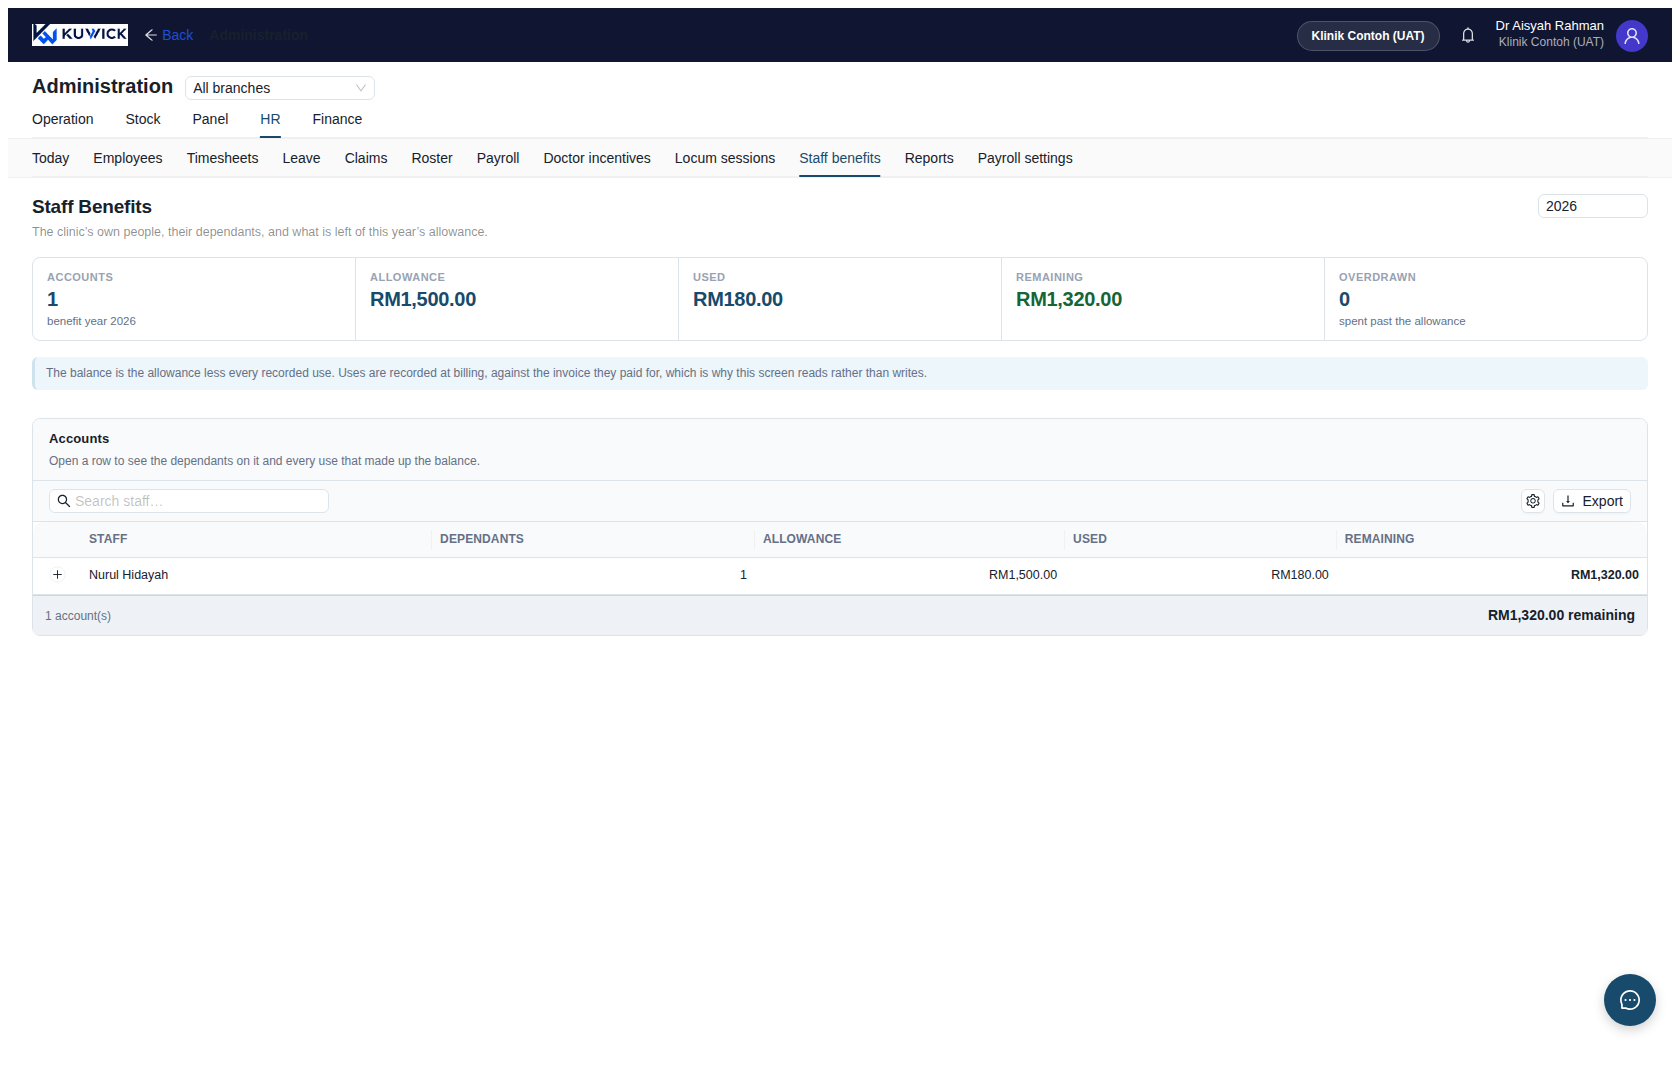 KUWICK
Back Administration
Klinik Contoh (UAT)
Dr Aisyah Rahman
Klinik Contoh (UAT)
Administration
All branches
Operation Stock Panel HR Finance
Today Employees Timesheets Leave Claims Roster Payroll Doctor incentives Locum sessions Staff benefits Reports Payroll settings
Staff Benefits
2026
The clinic’s own people, their dependants, and what is left of this year’s allowance.
ACCOUNTS ALLOWANCE USED REMAINING OVERDRAWN
1 RM1,500.00 RM180.00 RM1,320.00 0
benefit year 2026 spent past the allowance
The balance is the allowance less every recorded use. Uses are recorded at billing, against the invoice they paid for, which is why this screen reads rather than writes.
Accounts
Open a row to see the dependants on it and every use that made up the balance.
Search staff…
Export
STAFF DEPENDANTS ALLOWANCE USED REMAINING
Nurul Hidayah 1 RM1,500.00 RM180.00 RM1,320.00
1 account(s) RM1,320.00 remaining